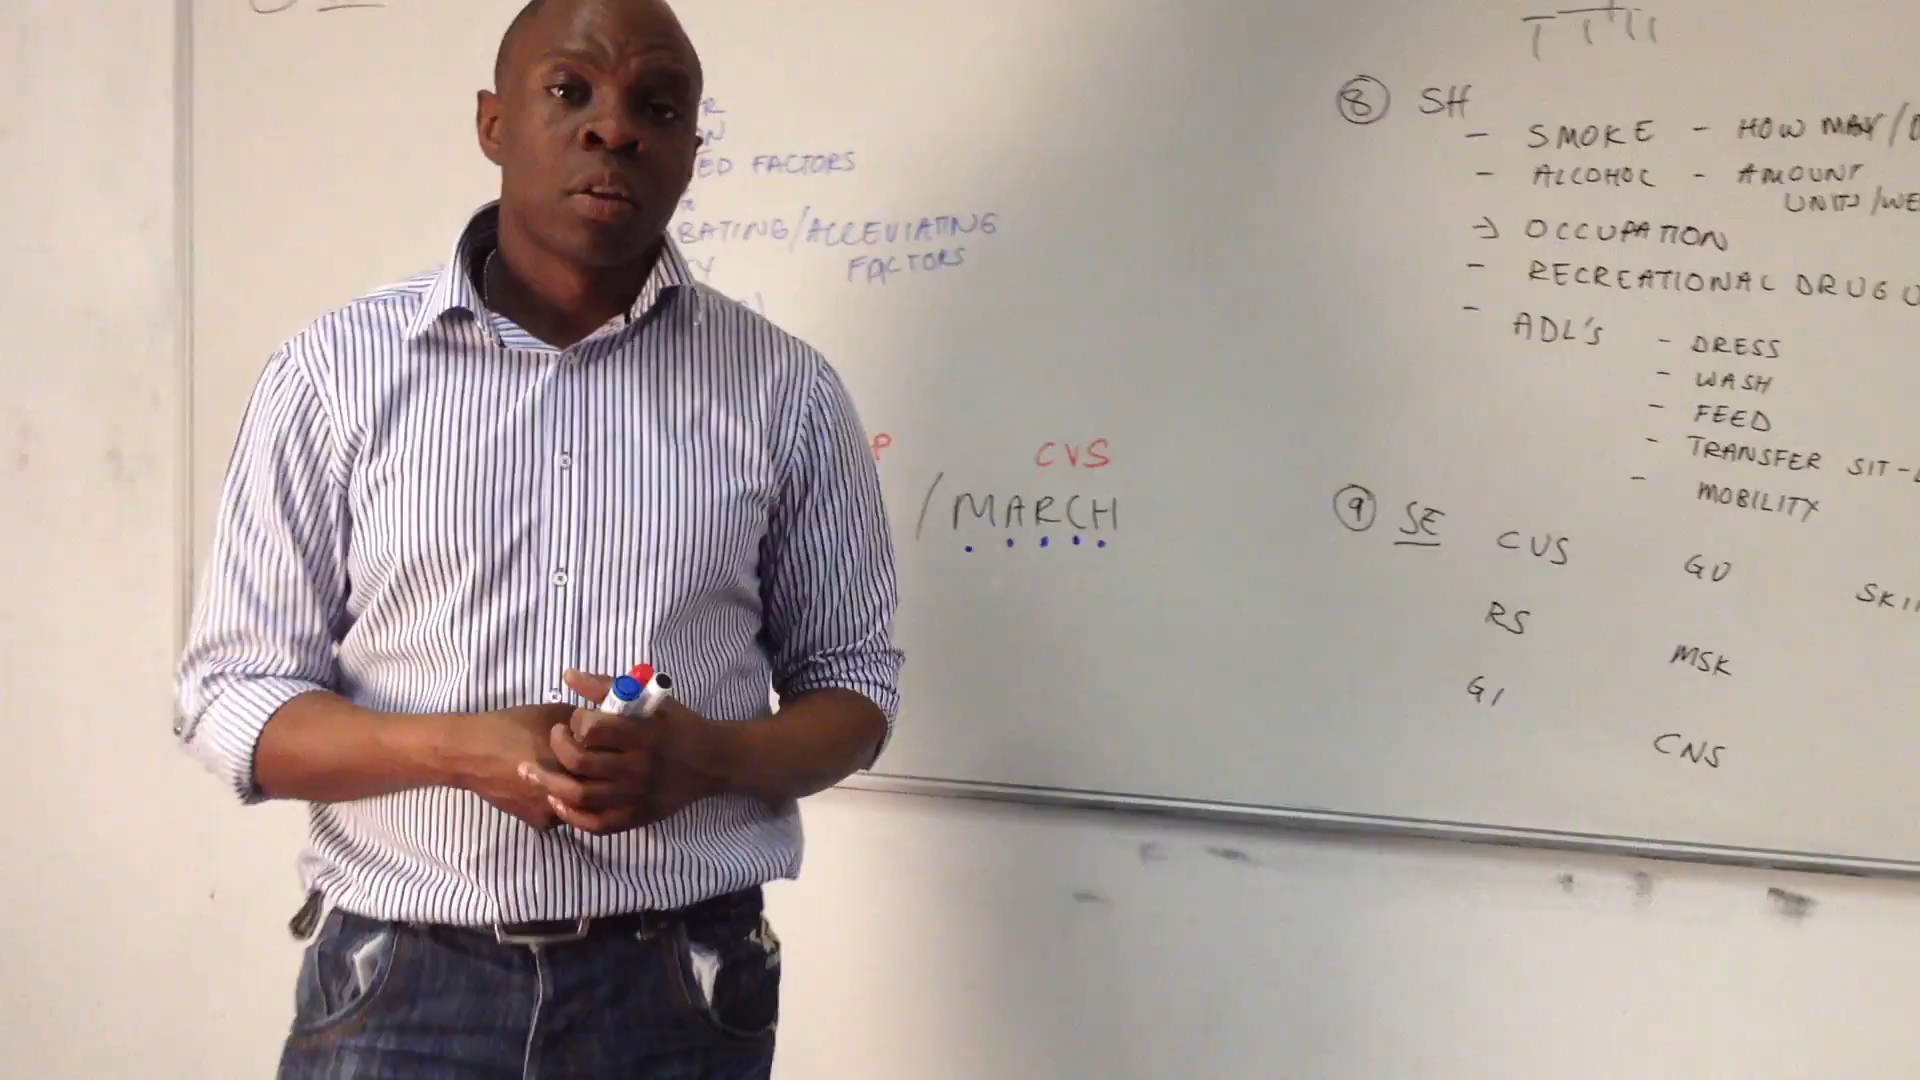 FACTORS
BATING/ALLEVIATING
FACTORS
P
CVS
/MARCH
8 SH
- SMOKE - HOW MANY/
- ALCOHOL - AMOUNT
UNITS/WE
→ OCCUPATION
- RECREATIONAL DRUG U
- ADL'S - DRESS
- WASH
- FEED
- TRANSFER SIT-
- MOBILITY
9 SE CVS GU SKI
RS MSK
GI CNS